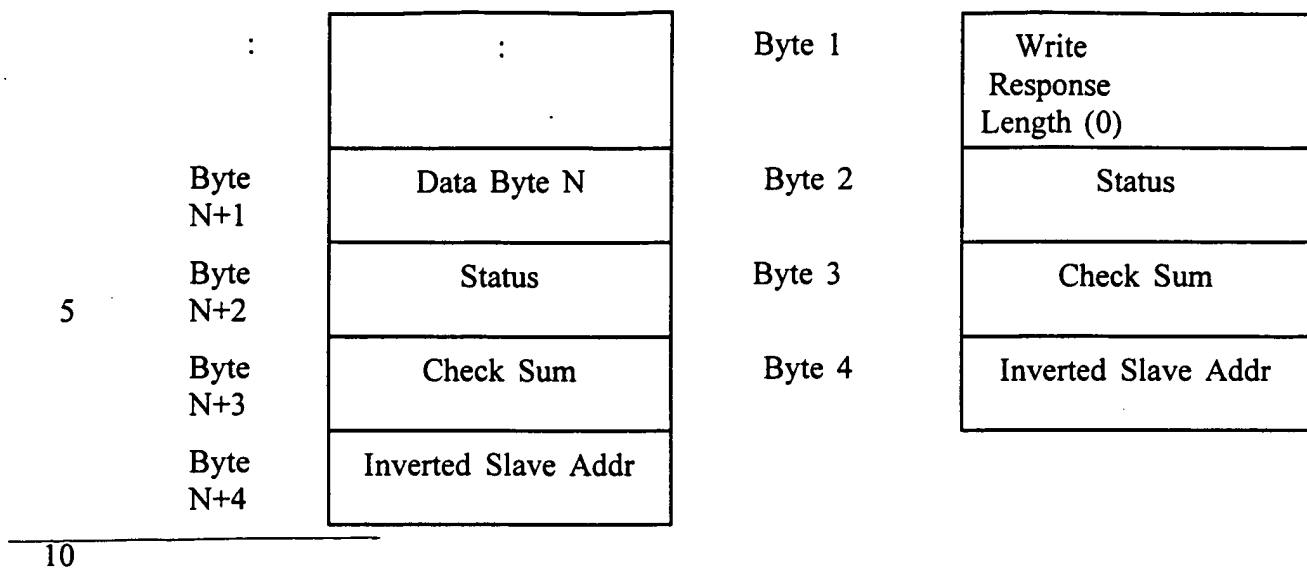 : : Byte 1 Write
Response
Length (0)
Byte Data Byte N Byte 2 Status
N+1
Byte Status Byte 3 Check Sum
5 N+2
Byte Check Sum Byte 4 Inverted Slave Addr
N+3
Byte Inverted Slave Addr
N+4
10